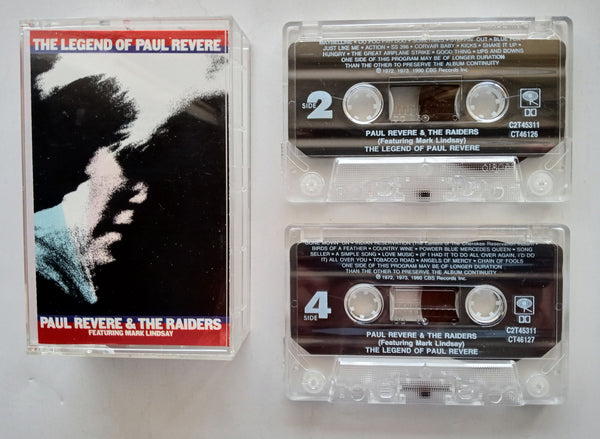 THE LEGEND OF PAUL REVERE
PAUL REVERE & THE RAIDERS
FEATURING MARK LINDSAY
JUST LIKE ME • ACTION • SS 396 • CORVAIR BABY • KICKS • SHAKE IT UP •
HUNGRY • THE GREAT AIRPLANE STRIKE • GOOD THING • UPS AND DOWNS
ONE SIDE OF THIS PROGRAM MAY BE OF LONGER DURATION
THAN THE OTHER TO PRESERVE THE ALBUM CONTINUITY
℗ 1972, 1973, 1990 CBS Records Inc.
SIDE 2
C2T45311
CT46126
PAUL REVERE & THE RAIDERS
(Featuring Mark Lindsay)
THE LEGEND OF PAUL REVERE
BIRDS OF A FEATHER • COUNTRY WINE • POWDER BLUE MERCEDES QUEEN • SONG
SELLER • A SIMPLE SONG • LOVE MUSIC • (IF I HAD IT TO DO ALL OVER AGAIN, I'D DO
IT) ALL OVER YOU • TOBACCO ROAD • ANGELS OF MERCY • CHAIN OF FOOLS
ONE SIDE OF THIS PROGRAM MAY BE OF LONGER DURATION
THAN THE OTHER TO PRESERVE THE ALBUM CONTINUITY
℗ 1972, 1973, 1990 CBS Records Inc.
SIDE 4
C2T45311
CT46127
PAUL REVERE & THE RAIDERS
(Featuring Mark Lindsay)
THE LEGEND OF PAUL REVERE